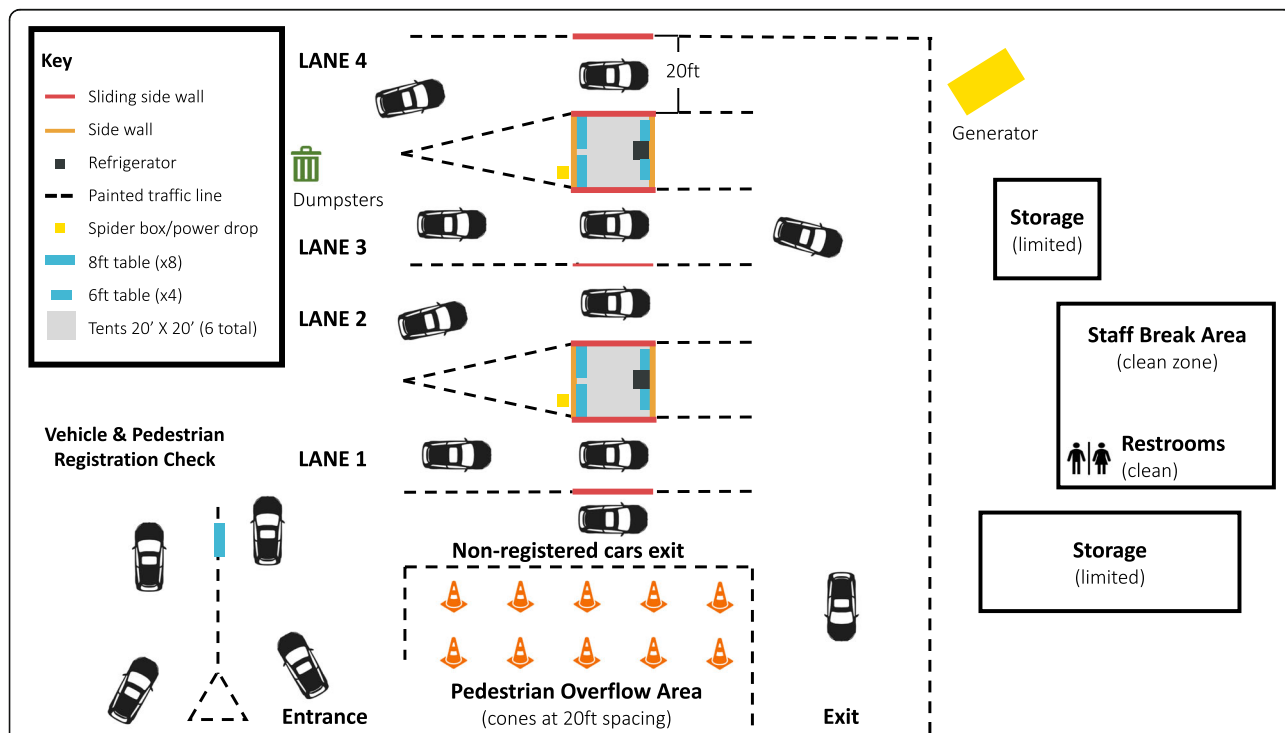 Key
Sliding side wall
Side wall
Refrigerator
Painted traffic line
Spider box/power drop
8ft table (x8)
6ft table (x4)
Tents 20’ X 20’ (6 total)
LANE 4
20ft
Generator
Dumpsters
LANE 3
Storage
(limited)
LANE 2
Staff Break Area
(clean zone)
Vehicle & Pedestrian
Registration Check
LANE 1
Restrooms
(clean)
Non-registered cars exit
Storage
(limited)
Pedestrian Overflow Area
(cones at 20ft spacing)
Entrance
Exit